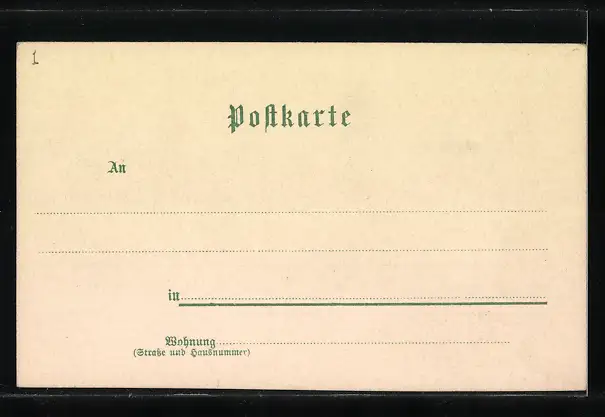 1
Postkarte
An
in
Wohnung
(Straße und Hausnummer)